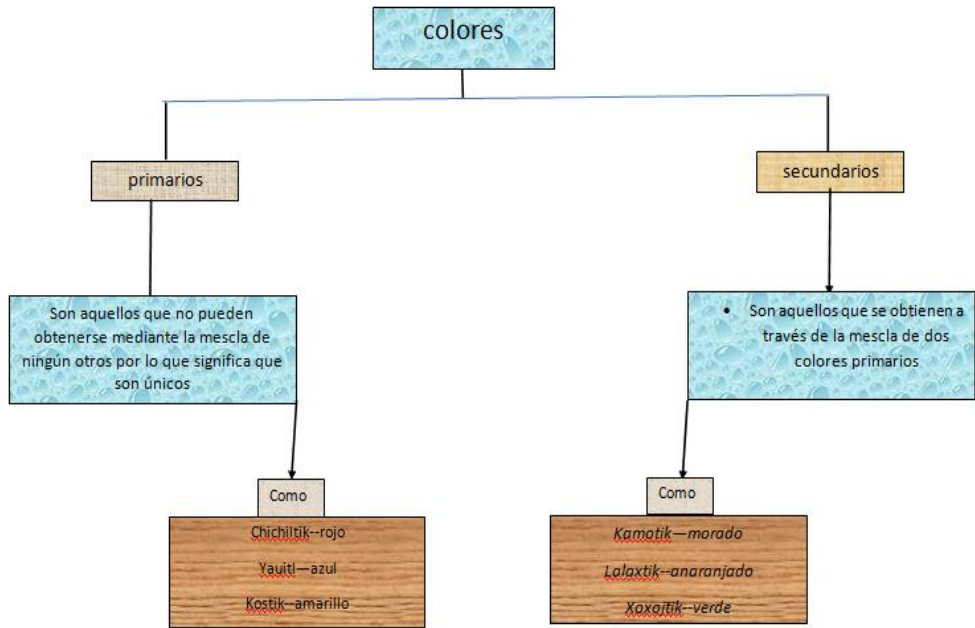 colores
primarios
secundarios
Son aquellos que no pueden
obtenerse mediante la mescla de
ningún otros por lo que significa que
son únicos
• Son aquellos que se obtienen a
través de la mescla de dos
colores primarios
Como
Chichiltik--rojo
Yauitl—azul
Kostik--amarillo
Como
Kamotik—morado
Lalaxtik--anaranjado
Xoxojtik--verde